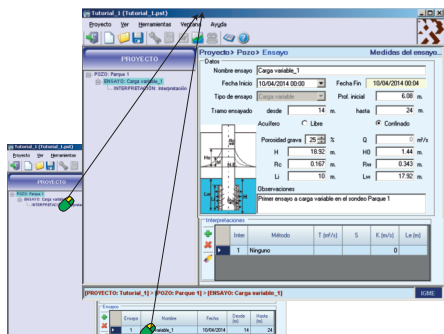 Tutorial_1 (Tutorial_1.pst)
Proyecto Ver Herramientas Ventana Ayuda
PROYECTO
POZO: Parque 1
ENSAYO: Carga variable_1
INTERPRETACIÓN: Interpretación
Proyecto> Pozo> Ensayo Medidas del ensayo...
Datos
Nombre ensayo Carga variable_1
Fecha Inicio 10/04/2014 00:00 Fecha Fin 10/04/2014 00:04
Tipo de ensayo Carga variable Prof. inicial 6.08 m.
Tramo ensayado desde 14 m. hasta 24 m.
Acuífero Libre Confinado
Porosidad grava 25 % Q 0 m³/s
H 18.92 m. H0 1.44 m.
Rc 0.167 m. Rw 0.343 m.
Li 10 m. Lw 17.92 m.
Observaciones
Primer ensayo a carga variable en el sondeo Parque 1
Interpretaciones
Inter Método T (m²/s) S K (m/s) Le (m)
1 Ninguno 0
[PROYECTO: Tutorial_1] > [POZO: Parque 1] > [ENSAYO: Carga variable_1] IGME
Tutorial_1 (Tutorial_1.pst)
Proyecto Ver Herramientas
PROYECTO
POZO: Parque 1
ENSAYO: Carga
INTERPRETACIÓN
Ensayos
Ensayo Nombre Fecha Desde (m) Hasta (m)
1 variable_1 10/04/2014 14 24